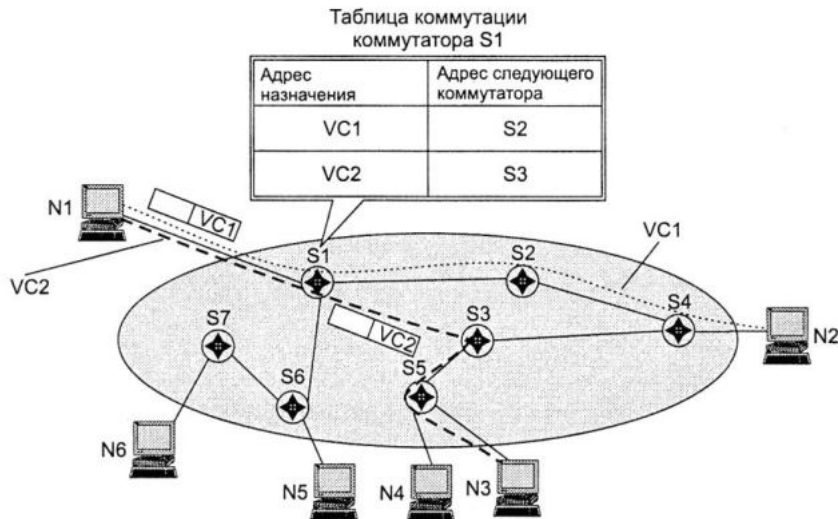 Таблица коммутации
коммутатора S1
Адрес назначения
Адрес следующего коммутатора
VC1
S2
VC2
S3
N1
VC1
VC2
S1
S2
VC1
S7
VC2
S3
S4
N2
S6
S5
N6
N5
N4
N3